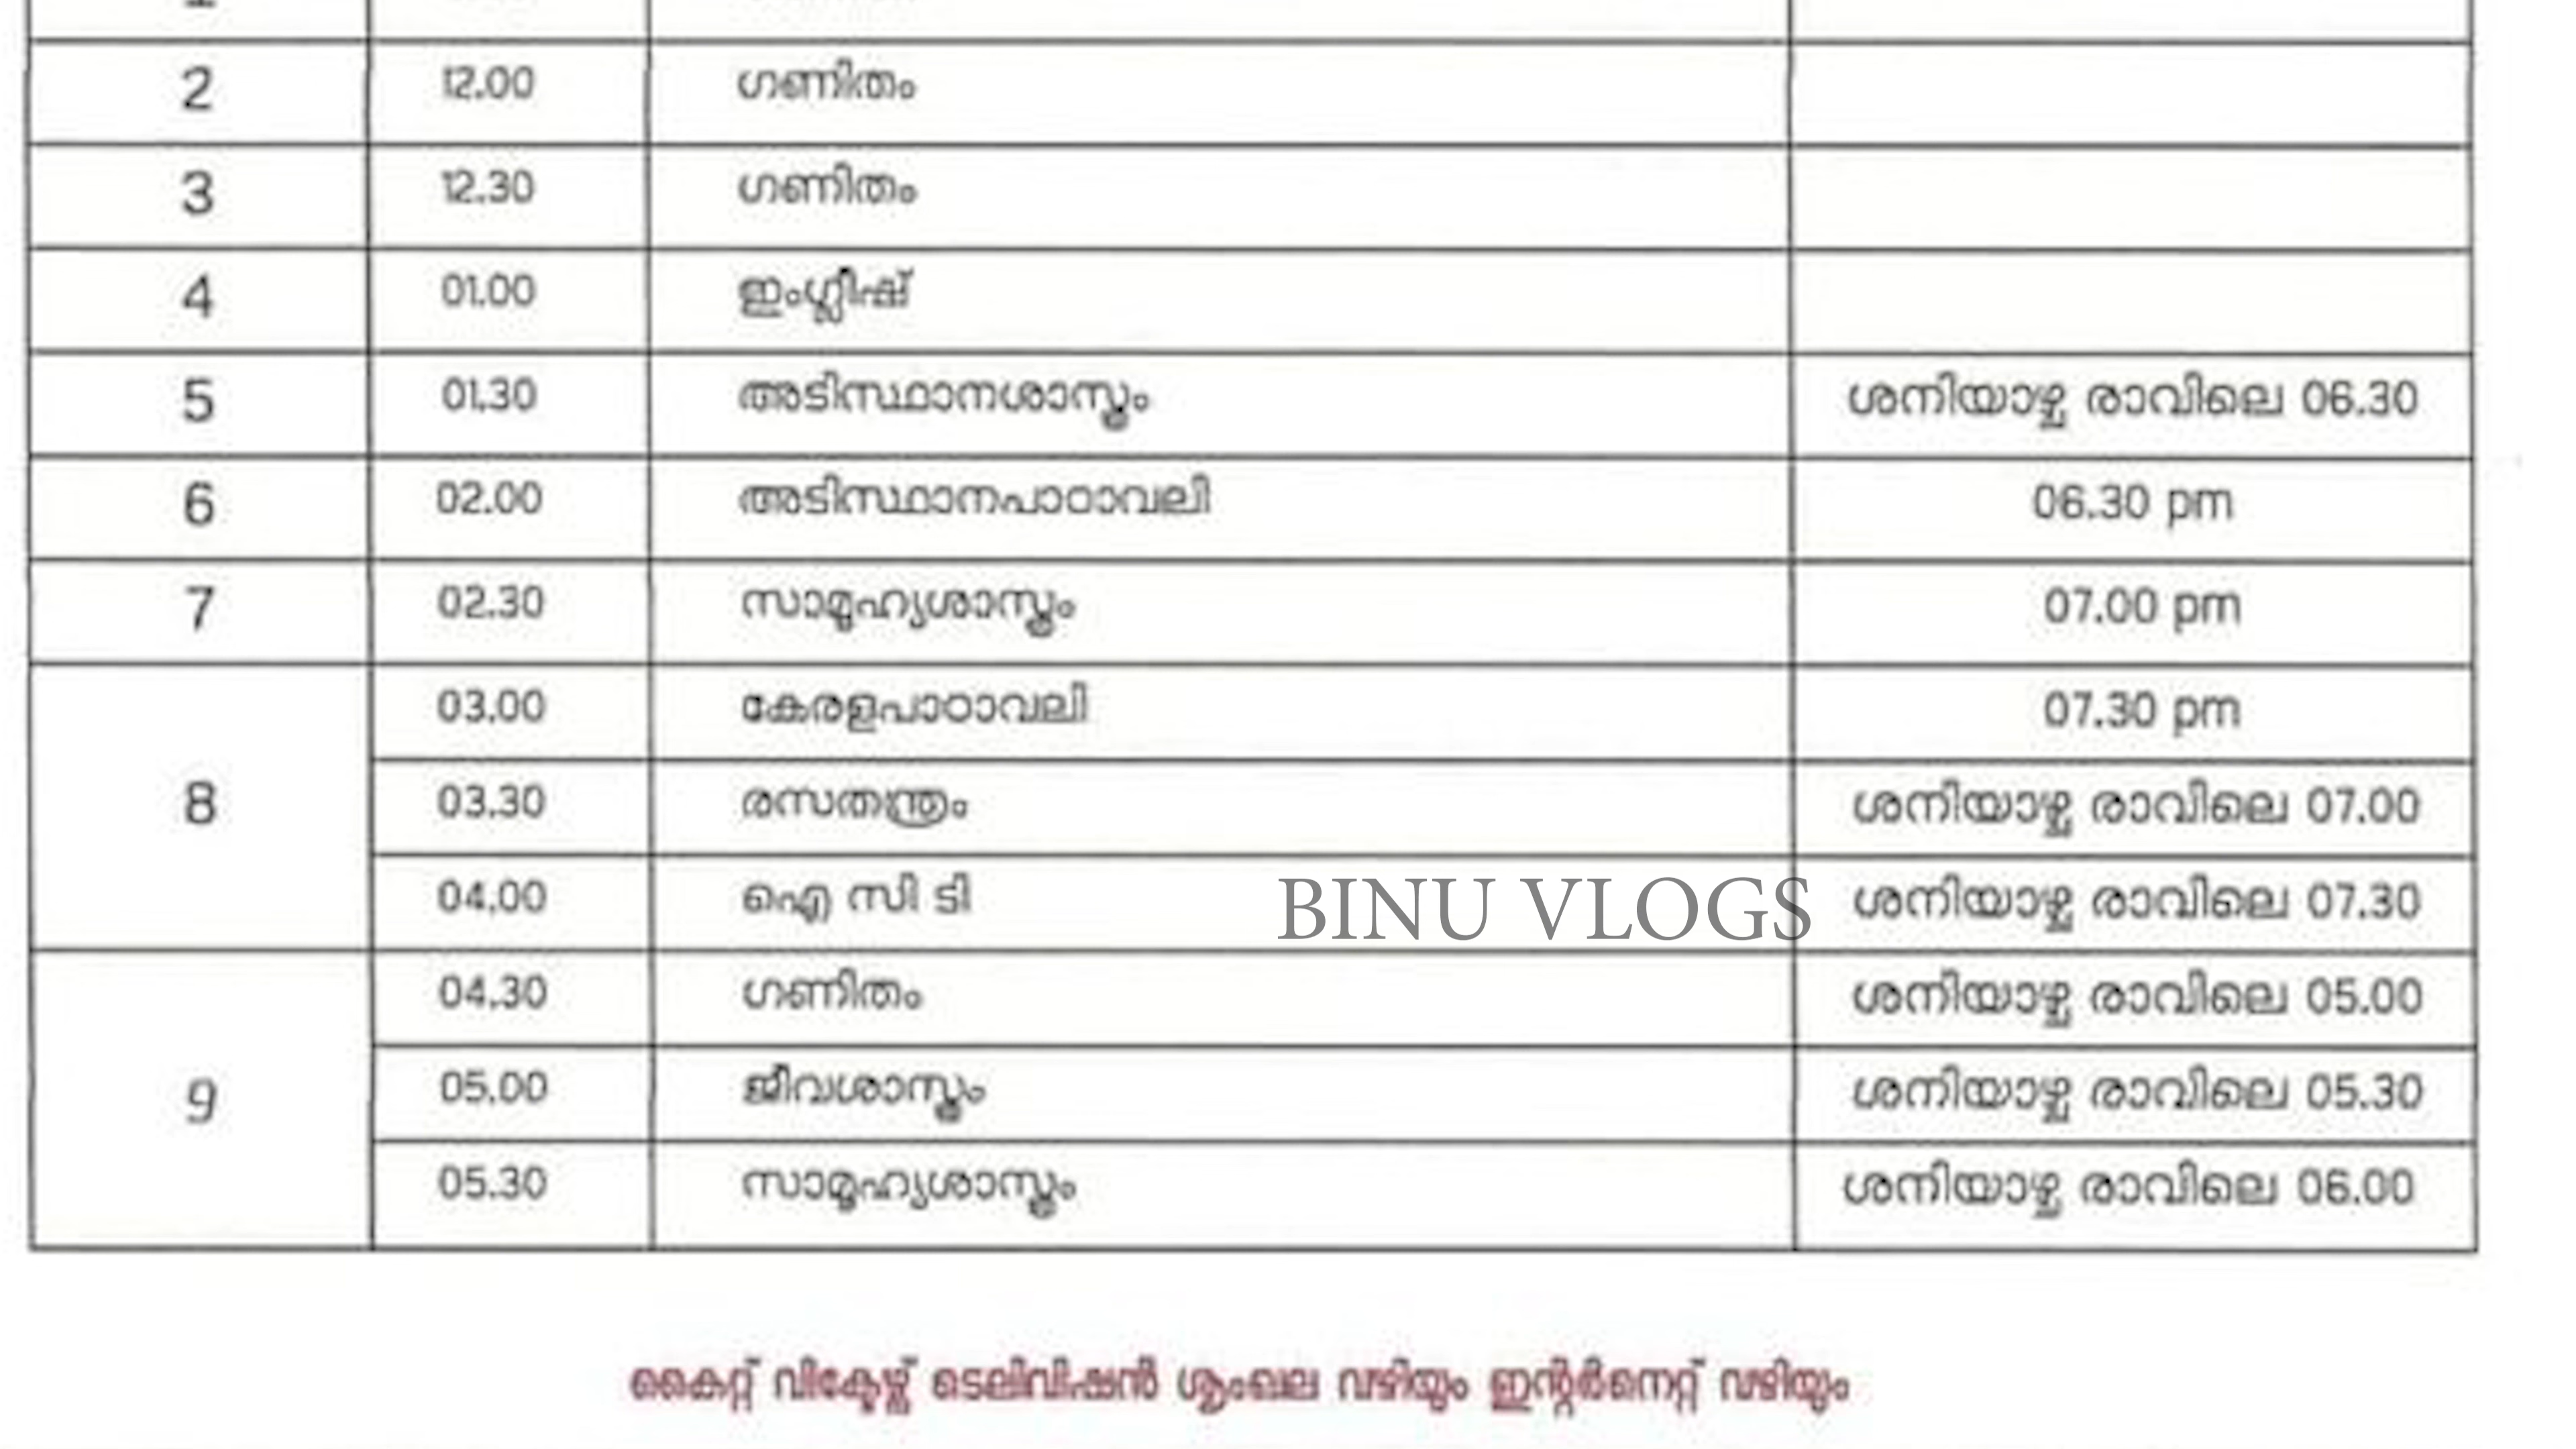 2 12.00 ഗണിതം
3 12.30 ഗണിതം
4 01.00 ഇംഗ്ലീഷ്
5 01.30 അടിസ്ഥാനശാസ്ത്രം ശനിയാഴ്ച രാവിലെ 06.30
6 02.00 അടിസ്ഥാനപാഠാവലി 06.30 pm
7 02.30 സാമൂഹ്യശാസ്ത്രം 07.00 pm
03.00 കേരളപാഠാവലി 07.30 pm
8 03.30 രസതന്ത്രം ശനിയാഴ്ച രാവിലെ 07.00
04.00 ഐ സി ടി BINU VLOGS ശനിയാഴ്ച രാവിലെ 07.30
04.30 ഗണിതം ശനിയാഴ്ച രാവിലെ 05.00
9 05.00 ജീവശാസ്ത്രം ശനിയാഴ്ച രാവിലെ 05.30
05.30 സാമൂഹ്യശാസ്ത്രം ശനിയാഴ്ച രാവിലെ 06.00
കൈറ്റ് വിക്ടേഴ്സ് ടെലിവിഷൻ ശൃംഖല വഴിയും ഇന്റർനെറ്റ് വഴിയും